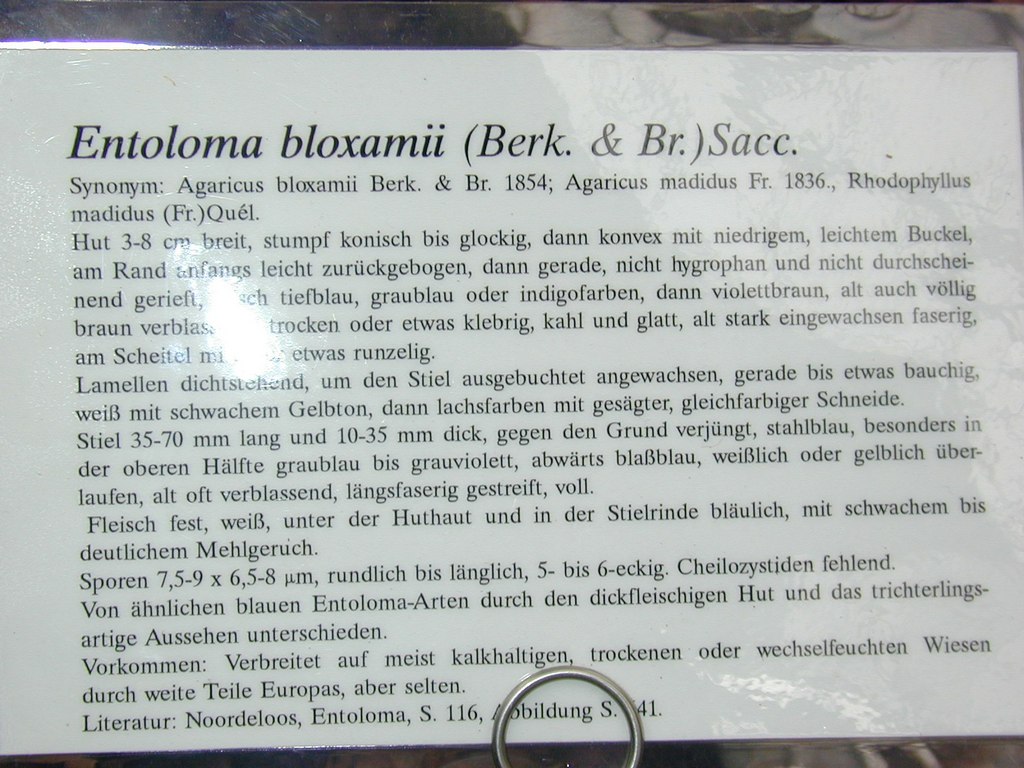 Entoloma bloxamii (Berk. & Br.)Sacc.
Synonym: Agaricus bloxamii Berk. & Br. 1854; Agaricus madidus Fr. 1836., Rhodophyllus
madidus (Fr.)Quél.
Hut 3-8 cm breit, stumpf konisch bis glockig, dann konvex mit niedrigem, leichtem Buckel,
am Rand anfangs leicht zurückgebogen, dann gerade, nicht hygrophan und nicht durchschei-
nend gerieft, tiefblau, graublau oder indigofarben, dann violettbraun, alt auch völlig
braun trocken oder etwas klebrig, kahl und glatt, alt stark eingewachsen faserig,
am Scheitel etwas runzelig.
Lamellen dichtstehend, um den Stiel ausgebuchtet angewachsen, gerade bis etwas bauchig,
weiß mit schwachem Gelbton, dann lachsfarben mit gesägter, gleichfarbiger Schneide.
Stiel 35-70 mm lang und 10-35 mm dick, gegen den Grund verjüngt, stahlblau, besonders in
der oberen Hälfte graublau bis grauviolett, abwärts blaßblau, weißlich oder gelblich über-
laufen, alt oft verblassend, längsfaserig gestreift, voll.
Fleisch fest, weiß, unter der Huthaut und in der Stielrinde bläulich, mit schwachem bis
deutlichem Mehlgeruch.
Sporen 7,5-9 x 6,5-8 µm, rundlich bis länglich, 5- bis 6-eckig. Cheilozystiden fehlend.
Von ähnlichen blauen Entoloma-Arten durch den dickfleischigen Hut und das trichterlings-
artige Aussehen unterschieden.
Vorkommen: Verbreitet auf meist kalkhaltigen, trockenen oder wechselfeuchten Wiesen
durch weite Teile Europas, aber selten.
Literatur: Noordeloos, Entoloma, S. 116, Abbildung S.